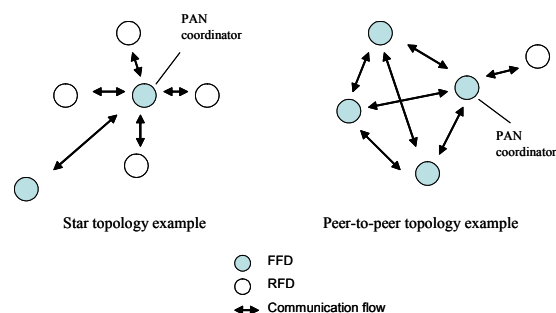 PAN
coordinator
PAN
coordinator
Star topology example
Peer-to-peer topology example
FFD
RFD
Communication flow